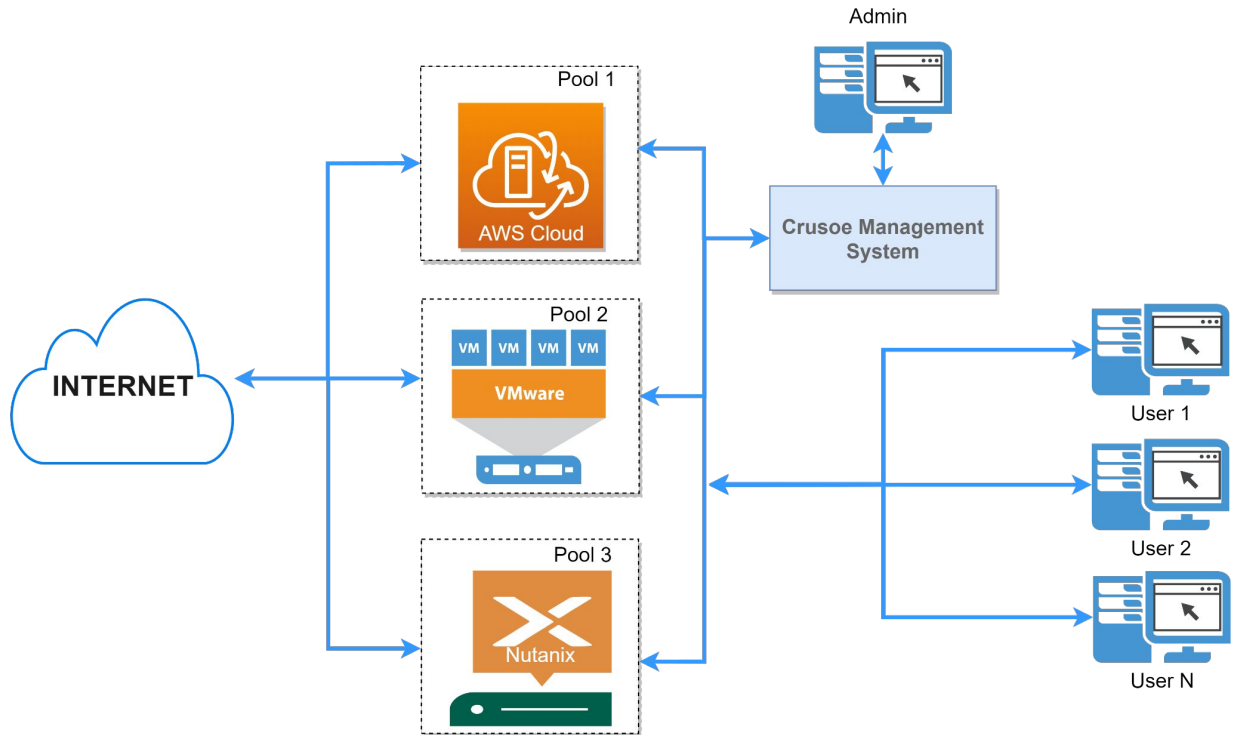 Admin
Pool 1
AWS Cloud
Crusoe Management
System
Pool 2
VM VM VM VM
VMware
INTERNET
User 1
User 2
Pool 3
Nutanix
User N